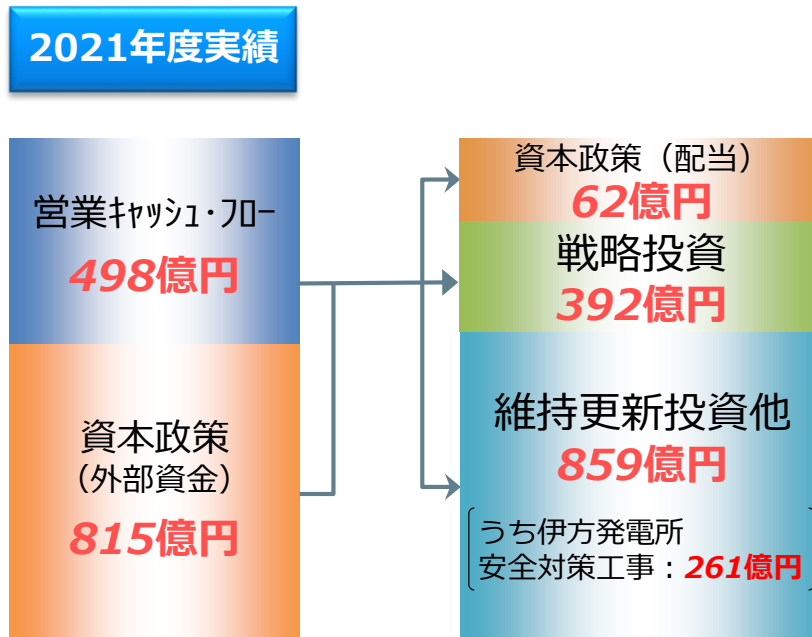 2021年度実績
営業ｷｬｯｼｭ･ﾌﾛｰ
498億円
資本政策
（外部資金）
815億円
資本政策（配当）
62億円
戦略投資
392億円
維持更新投資他
859億円
うち伊方発電所
安全対策工事：261億円